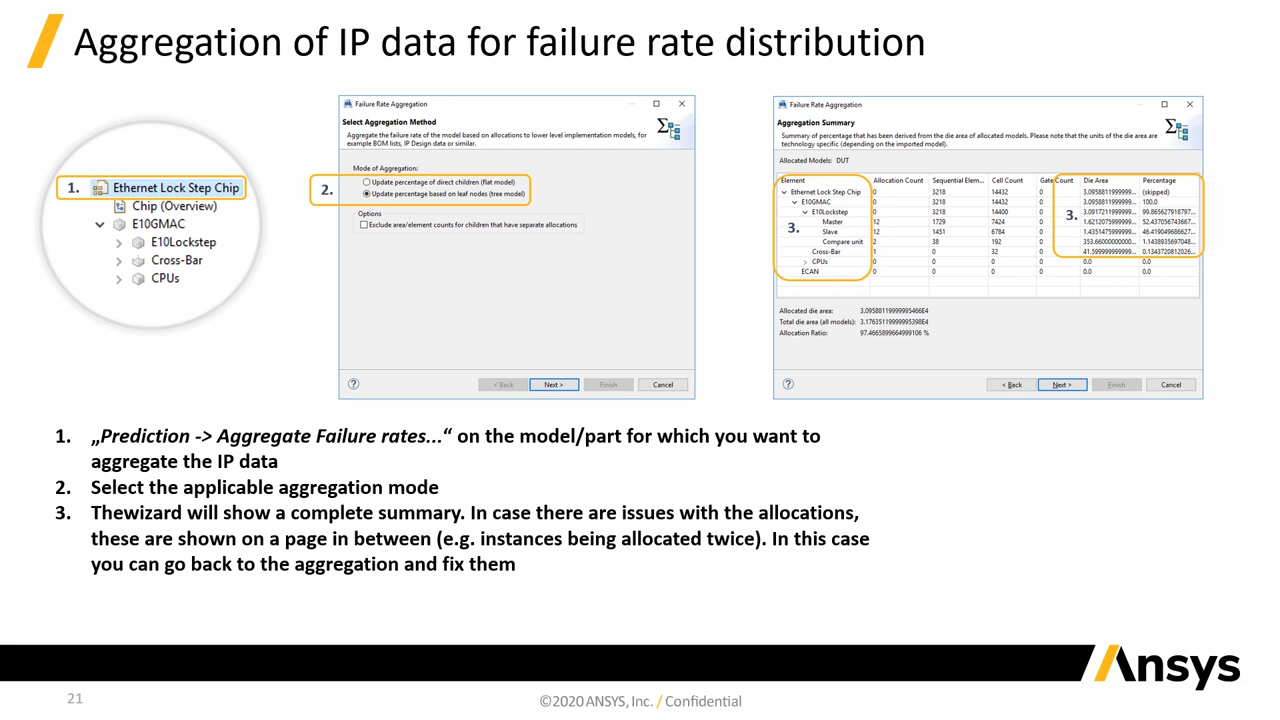 Aggregation of IP data for failure rate distribution
1.
Ethernet Lock Step Chip
Chip (Overview)
E10GMAC
E10Lockstep
Cross-Bar
CPUs
Failure Rate Aggregation
Select Aggregation Method
Aggregate the failure rate of the model based on allocations to lower level implementation models, for
example BOM lists, IP Design data or similar.
Mode of Aggregation:
2.
Update percentage of direct children (flat model)
Update percentage based on leaf nodes (tree model)
Options
Exclude area/element counts for children that have separate allocations
< Back Next > Finish Cancel
Failure Rate Aggregation
Aggregation Summary
Summary of percentage that has been derived from the die area of allocated models. Please note that the units of the die area are
technology specific (depending on the imported model).
Allocated Models: DUT
Element Allocation Count Sequential Elem... Cell Count Gate Count Die Area Percentage
Ethernet Lock Step Chip 0 3218 14432 0 3.0958811999999... (skipped)
E10GMAC 0 3218 14432 0 3.0958811999999... 100.0
E10Lockstep 0 3218 14400 0 3.0917211999999... 99.865627918797...
Master 12 1729 7424 0 1.6212075999999... 52.437056743667...
Slave 12 1451 6784 0 1.4351475999999... 46.419049686627...
Compare unit 2 38 192 0 353.66000000000... 1.1438935697048...
Cross-Bar 1 0 32 0 41.599999999999... 0.1343720812026...
CPUs 0 0 0 0 0.0 0.0
ECAN 0 0 0 0 0.0 0.0
3.
3.
Allocated die area: 3.09588119999995466E4
Total die area (all models): 3.17635119999995398E4
Allocation Ratio: 97.4665899664999106 %
< Back Next > Finish Cancel
1. „Prediction -> Aggregate Failure rates...“ on the model/part for which you want to
aggregate the IP data
2. Select the applicable aggregation mode
3. Thewizard will show a complete summary. In case there are issues with the allocations,
these are shown on a page in between (e.g. instances being allocated twice). In this case
you can go back to the aggregation and fix them
Ansys
21
©2020 ANSYS, Inc. / Confidential